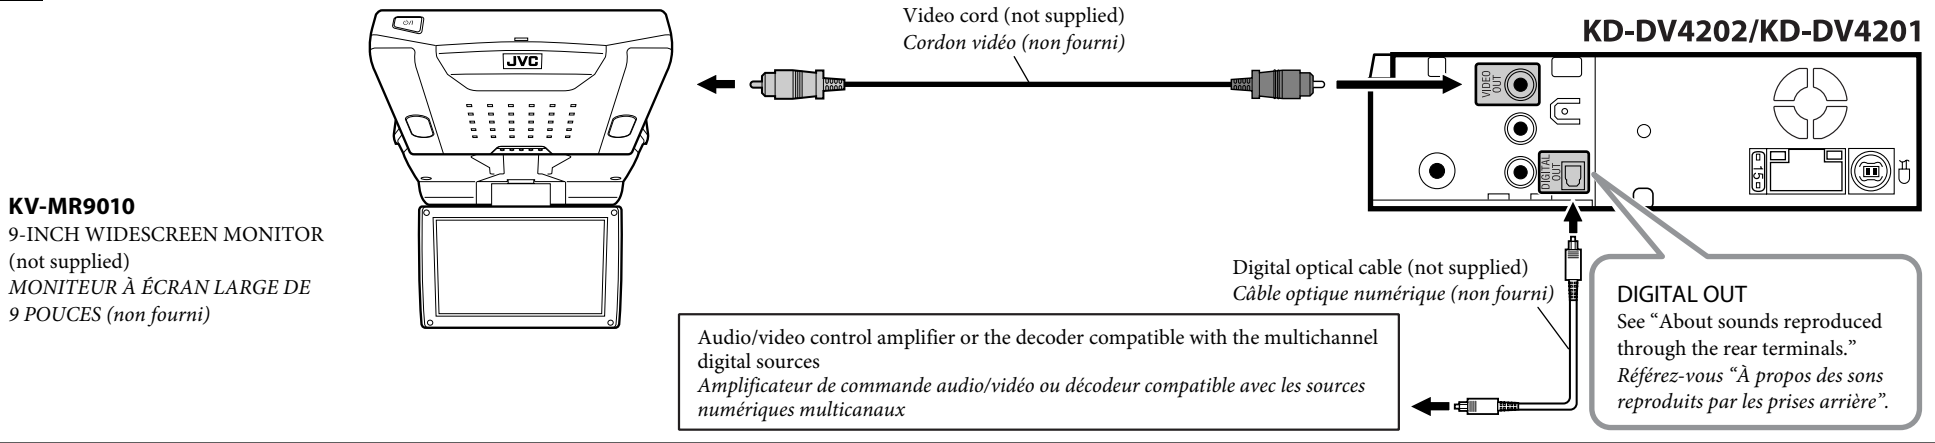 Video cord (not supplied)
Cordon vidéo (non fourni)
KD-DV4202/KD-DV4201
JVC
VIDEO
OUT
DIGITAL
OUT
15
KV-MR9010
9-INCH WIDESCREEN MONITOR
(not supplied)
MONITEUR À ÉCRAN LARGE DE
9 POUCES (non fourni)
Digital optical cable (not supplied)
Câble optique numérique (non fourni)
DIGITAL OUT
See “About sounds reproduced
through the rear terminals.”
Référez-vous “À propos des sons
reproduits par les prises arrière”.
Audio/video control amplifier or the decoder compatible with the multichannel
digital sources
Amplificateur de commande audio/vidéo ou décodeur compatible avec les sources
numériques multicanaux